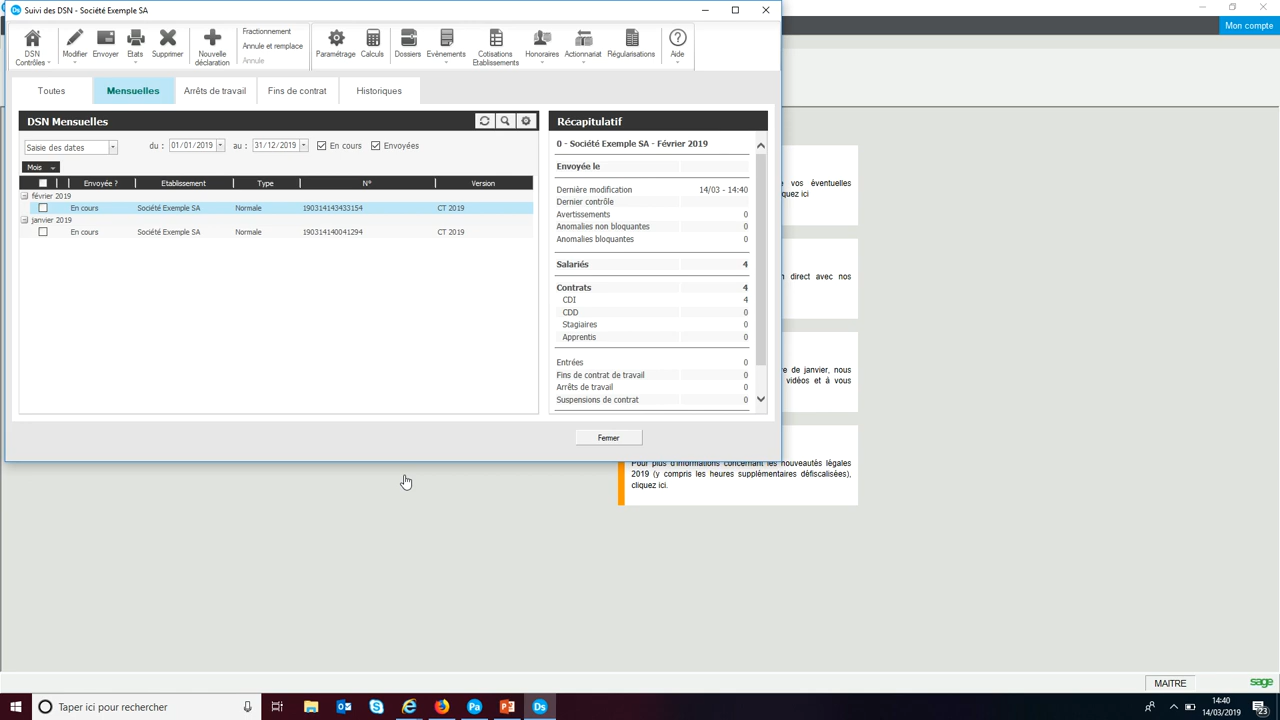 Suivi des DSN - Société Exemple SA
Mon compte
DSN Contrôles
Modifier
Envoyer
Etats
Supprimer
Nouvelle déclaration
Fractionnement
Annule et remplace
Annule
Paramétrage
Calculs
Dossiers
Evènements
Cotisations Etablissements
Honoraires
Actionnariat
Régularisations
Aide
Toutes
Mensuelles
Arrêts de travail
Fins de contrat
Historiques
DSN Mensuelles
Saisie des dates
du : 01/01/2019
au : 31/12/2019
En cours
Envoyées
Mois
Envoyée ? Etablissement Type N° Version
février 2019
En cours Société Exemple SA Normale 190314143433154 CT 2019
janvier 2019
En cours Société Exemple SA Normale 190314140041294 CT 2019
Récapitulatif
0 - Société Exemple SA - Février 2019
Envoyée le
Dernière modification 14/03 - 14:40
Dernier contrôle
Avertissements 0
Anomalies non bloquantes 0
Anomalies bloquantes 0
Salariés 4
Contrats 4
CDI 4
CDD 0
Stagiaires 0
Apprentis 0
Entrées 0
Fins de contrat de travail 0
Arrêts de travail 0
Suspensions de contrat 0
Fermer
vos éventuelles
quez ici
n direct avec nos
re de janvier, nous
vidéos et à vous
Pour plus d'informations concernant les nouveautés légales
2019 (y compris les heures supplémentaires défiscalisées),
cliquez ici.
MAITRE
sage
Taper ici pour rechercher
Pa
Ds
14:40
14/03/2019
23